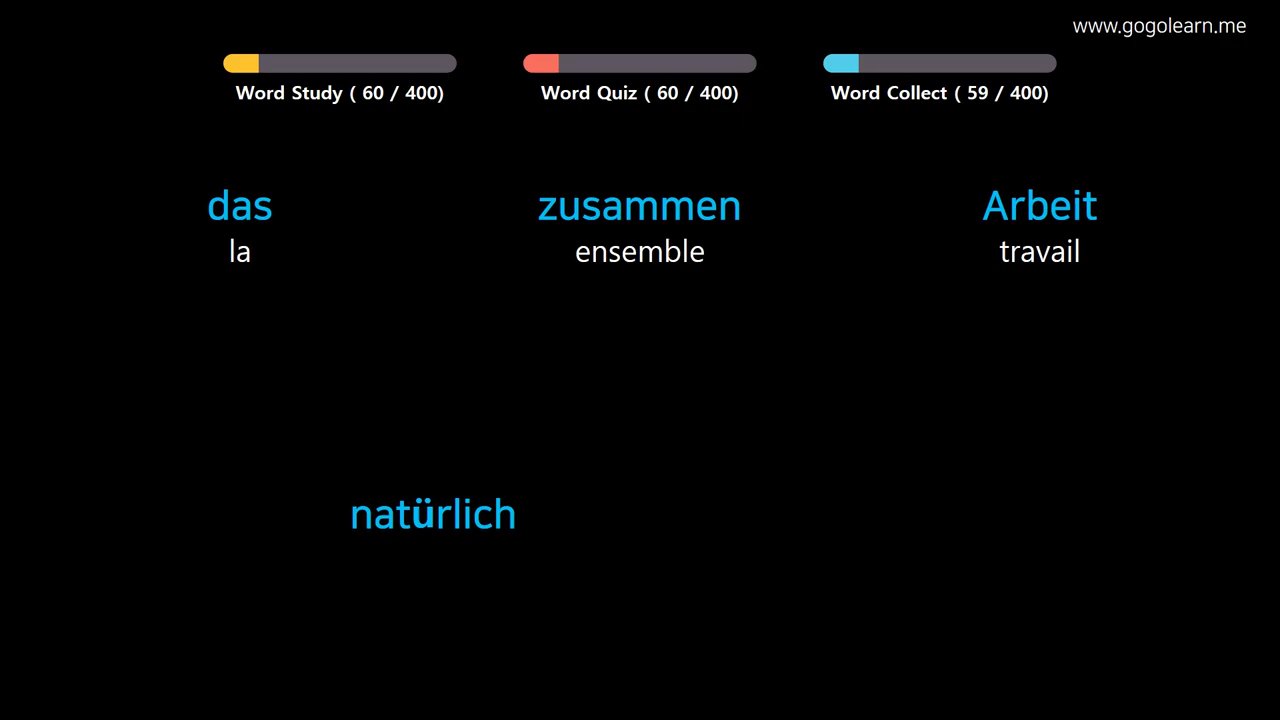 www.gogolearn.me
Word Study ( 60 / 400) Word Quiz ( 60 / 400) Word Collect ( 59 / 400)
das zusammen Arbeit
la ensemble travail
natürlich